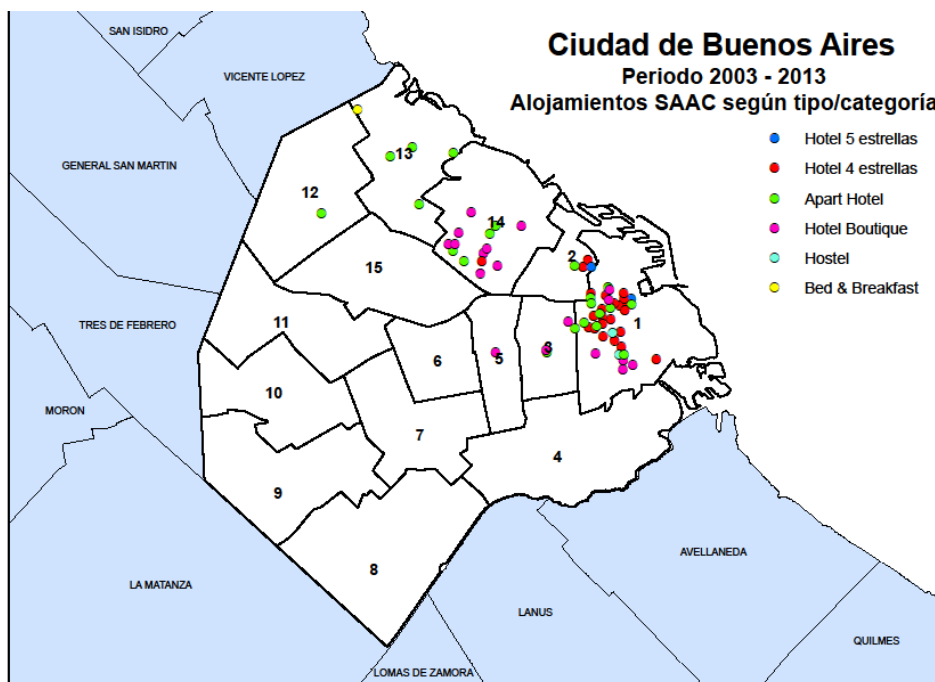 Ciudad de Buenos Aires
Periodo 2003 - 2013
Alojamientos SAAC según tipo/categoría
Hotel 5 estrellas
Hotel 4 estrellas
Apart Hotel
Hotel Boutique
Hostel
Bed & Breakfast
SAN ISIDRO
VICENTE LOPEZ
GENERAL SAN MARTIN
13
12
14
2
15
TRES DE FEBRERO
11
1
3
5
6
10
MORON
7
4
9
AVELLANEDA
8
LA MATANZA
LANUS
QUILMES
LOMAS DE ZAMORA